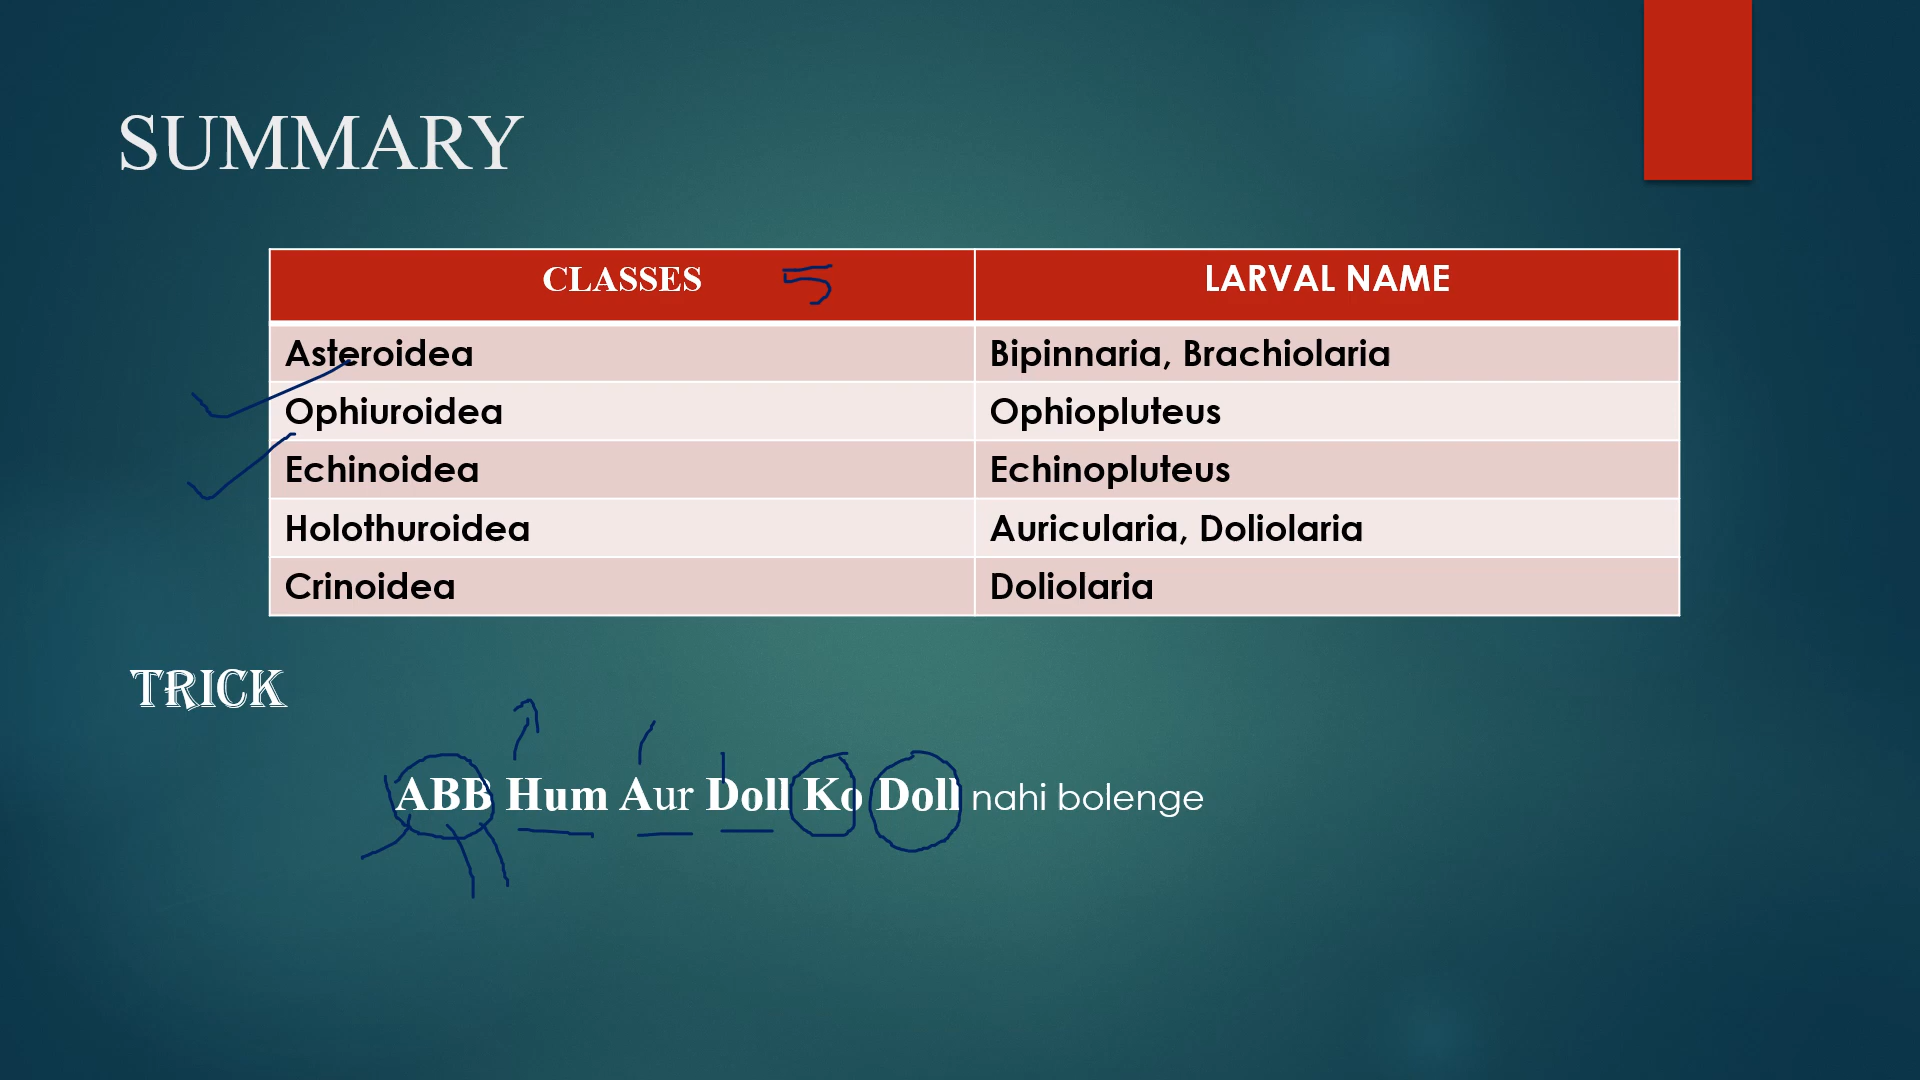 SUMMARY
CLASSES 5 LARVAL NAME
Asteroidea Bipinnaria, Brachiolaria
Ophiuroidea Ophiopluteus
Echinoidea Echinopluteus
Holothuroidea Auricularia, Doliolaria
Crinoidea Doliolaria
TRICK
ABB Hum Aur Doll Ko Doll nahi bolenge